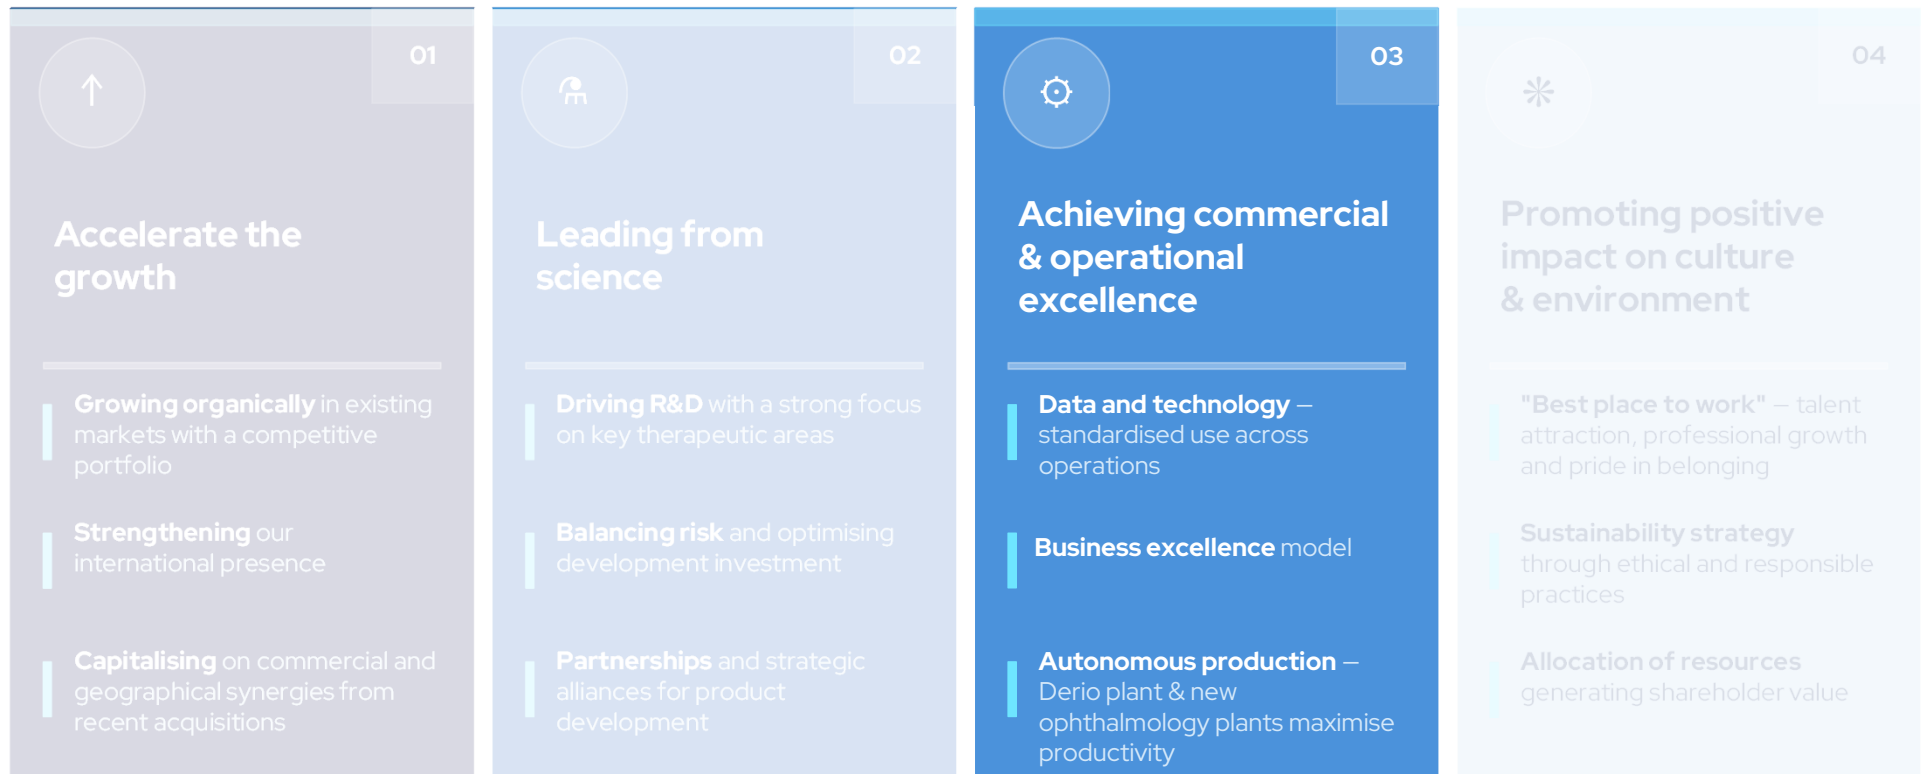 01
Accelerate the
growth
Growing organically in existing
markets with a competitive
portfolio
Strengthening our
international presence
Capitalising on commercial and
geographical synergies from
recent acquisitions
02
Leading from
science
Driving R&D with a strong focus
on key therapeutic areas
Balancing risk and optimising
development investment
Partnerships and strategic
alliances for product
development
03
Achieving commercial
& operational
excellence
Data and technology –
standardised use across
operations
Business excellence model
Autonomous production –
Derio plant & new
ophthalmology plants maximise
productivity
04
Promoting positive
impact on culture
& environment
"Best place to work" – talent
attraction, professional growth
and pride in belonging
Sustainability strategy
through ethical and responsible
practices
Allocation of resources
generating shareholder value